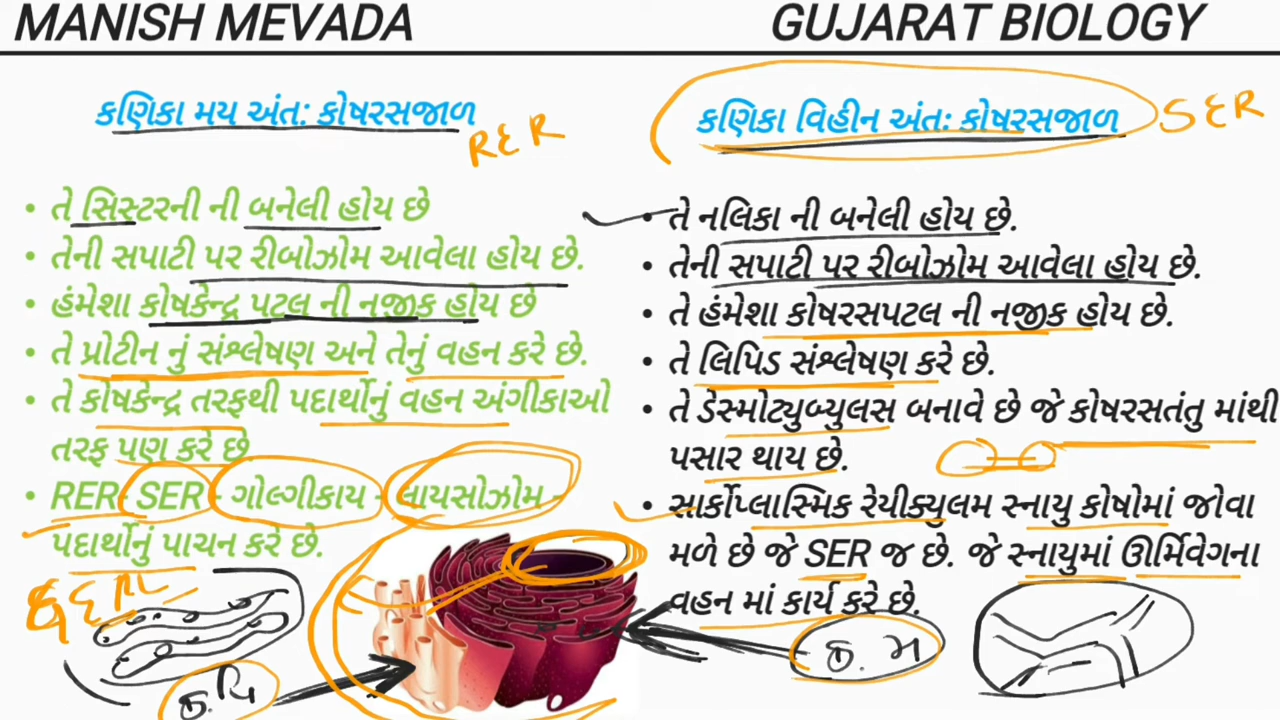 MANISH MEVADA
GUJARAT BIOLOGY
કણિકા મય અંત: કોષરસજાળ
RER
તે સિસ્ટરની ની બનેલી હોય છે
તેની સપાટી પર રીબોઝોમ આવેલા હોય છે.
હંમેશા કોષકેન્દ્ર પટલ ની નજીક હોય છે
તે પ્રોટીન નું સંશ્લેષણ અને તેનું વહન કરે છે.
તે કોષકેન્દ્ર તરફથી પદાર્થોનું વહન અંગીકાઓ
તરફ પણ કરે છે
RER- SER - ગોલ્ગીકાય - લાયસોઝોમ -
પદાર્થોનું પાચન કરે છે.
ક.વિ
કણિકા વિહીન અંત: કોષરસજાળ
SER
તે નલિકા ની બનેલી હોય છે.
તેની સપાટી પર રીબોઝોમ આવેલા હોય છે.
તે હંમેશા કોષરસપટલ ની નજીક હોય છે.
તે લિપિડ સંશ્લેષણ કરે છે.
તે ડેસ્મોટ્યુબ્યુલસ બનાવે છે જે કોષરસતંતુ માંથી
પસાર થાય છે.
સાર્કોપ્લાસ્મિક રેયીક્યુલમ સ્નાયુ કોષોમાં જોવા
મળે છે જે SER જ છે. જે સ્નાયુમાં ઊર્મિવેગના
વહન માં કાર્ય કરે છે.
ક. મ